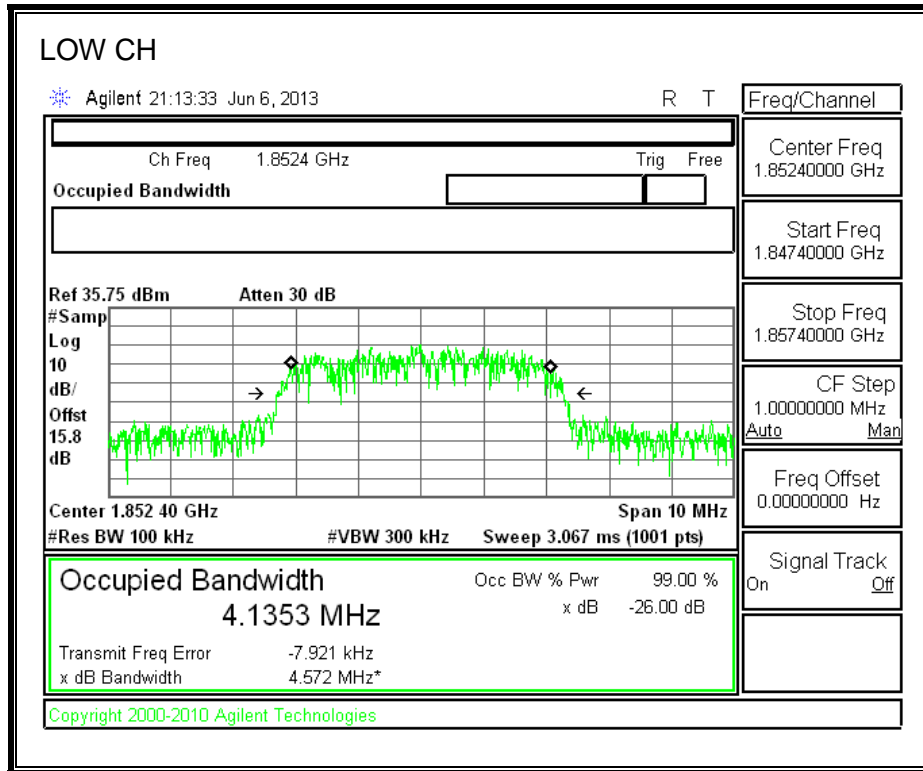 LOW CH
Agilent 21:13:33 Jun 6, 2013 R T
Freq/Channel
Ch Freq 1.8524 GHz Trig Free
Occupied Bandwidth
Center Freq
1.85240000 GHz
Start Freq
1.84740000 GHz
Stop Freq
1.85740000 GHz
CF Step
1.00000000 MHz
Auto Man
Freq Offset
0.00000000 Hz
Signal Track
On Off
Ref 35.75 dBm Atten 30 dB
#Samp
Log
10
dB/
Offst
15.8
dB
Center 1.852 40 GHz Span 10 MHz
#Res BW 100 kHz #VBW 300 kHz Sweep 3.067 ms (1001 pts)
Occupied Bandwidth Occ BW % Pwr 99.00 %
4.1353 MHz x dB -26.00 dB
Transmit Freq Error -7.921 kHz
x dB Bandwidth 4.572 MHz*
Copyright 2000-2010 Agilent Technologies